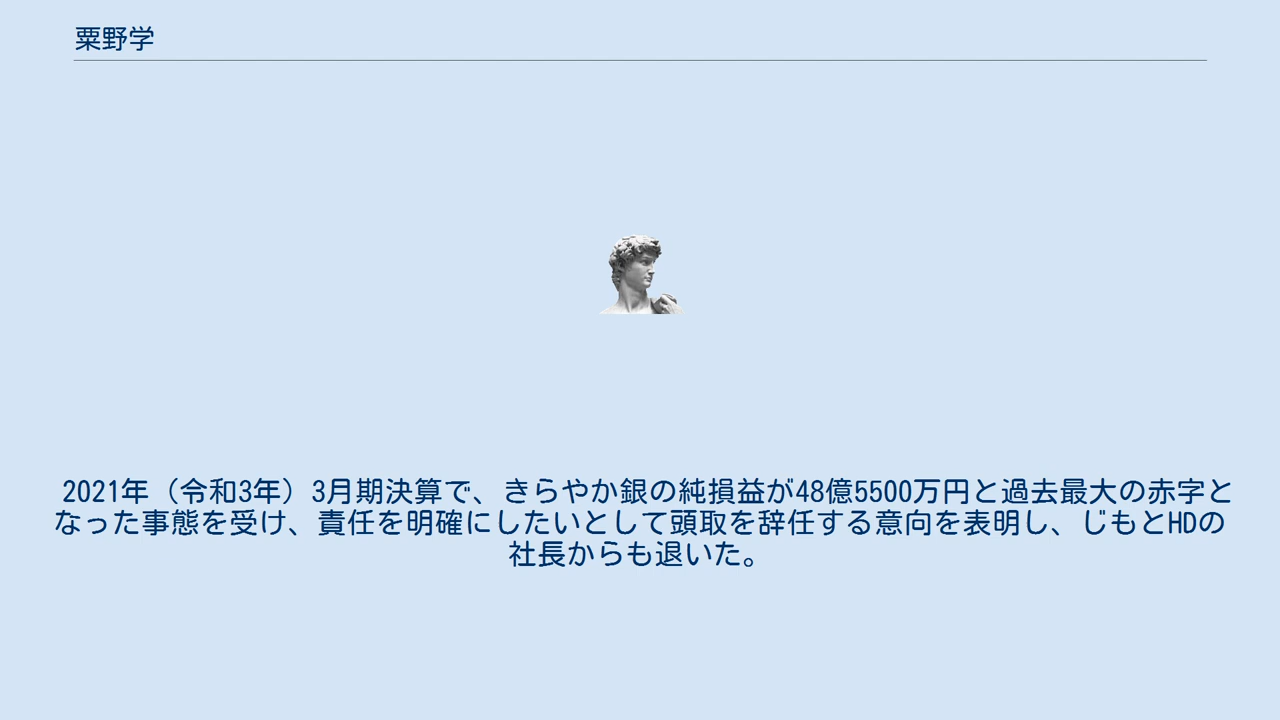 粟野学
2021年（令和3年）3月期決算で、きらやか銀の純損益が48億5500万円と過去最大の赤字と
なった事態を受け、責任を明確にしたいとして頭取を辞任する意向を表明し、じもとHDの
社長からも退いた。